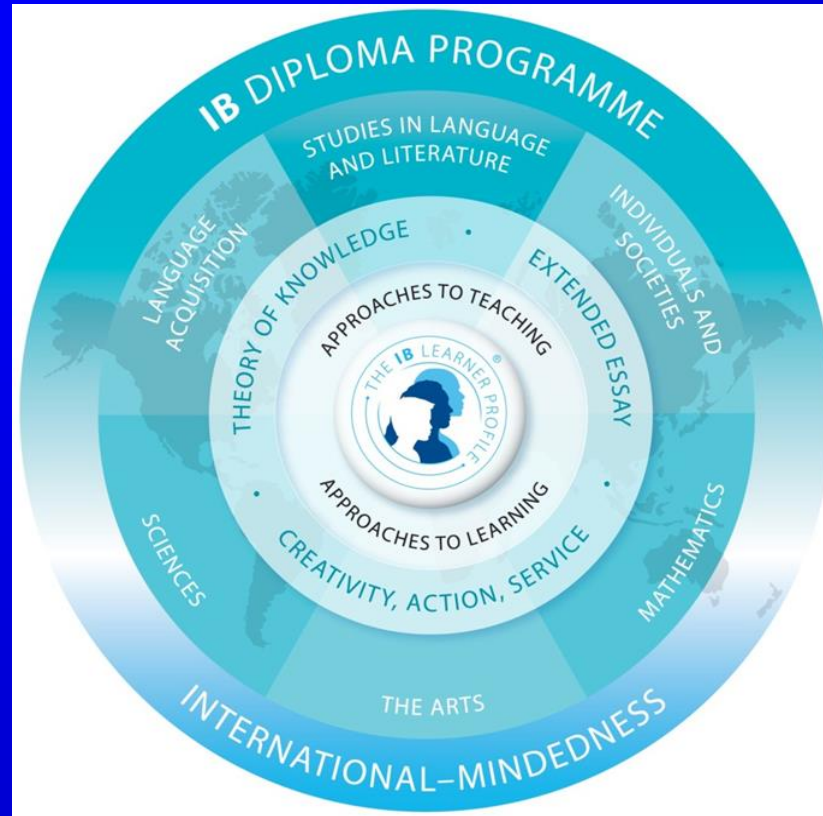 IB DIPLOMA PROGRAMME
STUDIES IN LANGUAGE
AND LITERATURE
INDIVIDUALS AND
SOCIETIES
MATHEMATICS
THE ARTS
SCIENCES
LANGUAGE
ACQUISITION
THEORY OF KNOWLEDGE
EXTENDED ESSAY
CREATIVITY, ACTION, SERVICE
APPROACHES TO TEACHING
APPROACHES TO LEARNING
THE IB LEARNER PROFILE®
INTERNATIONAL–MINDEDNESS